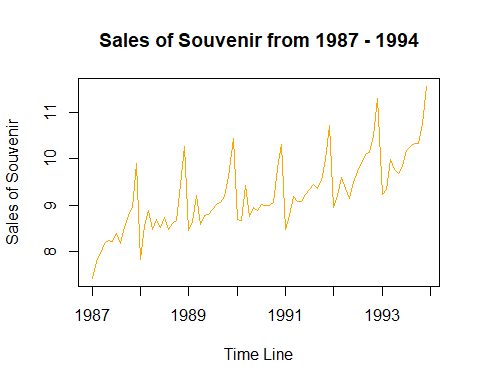 Sales of Souvenir from 1987 - 1994
Sales of Souvenir
11
10
9
8
1987 1989 1991 1993
Time Line